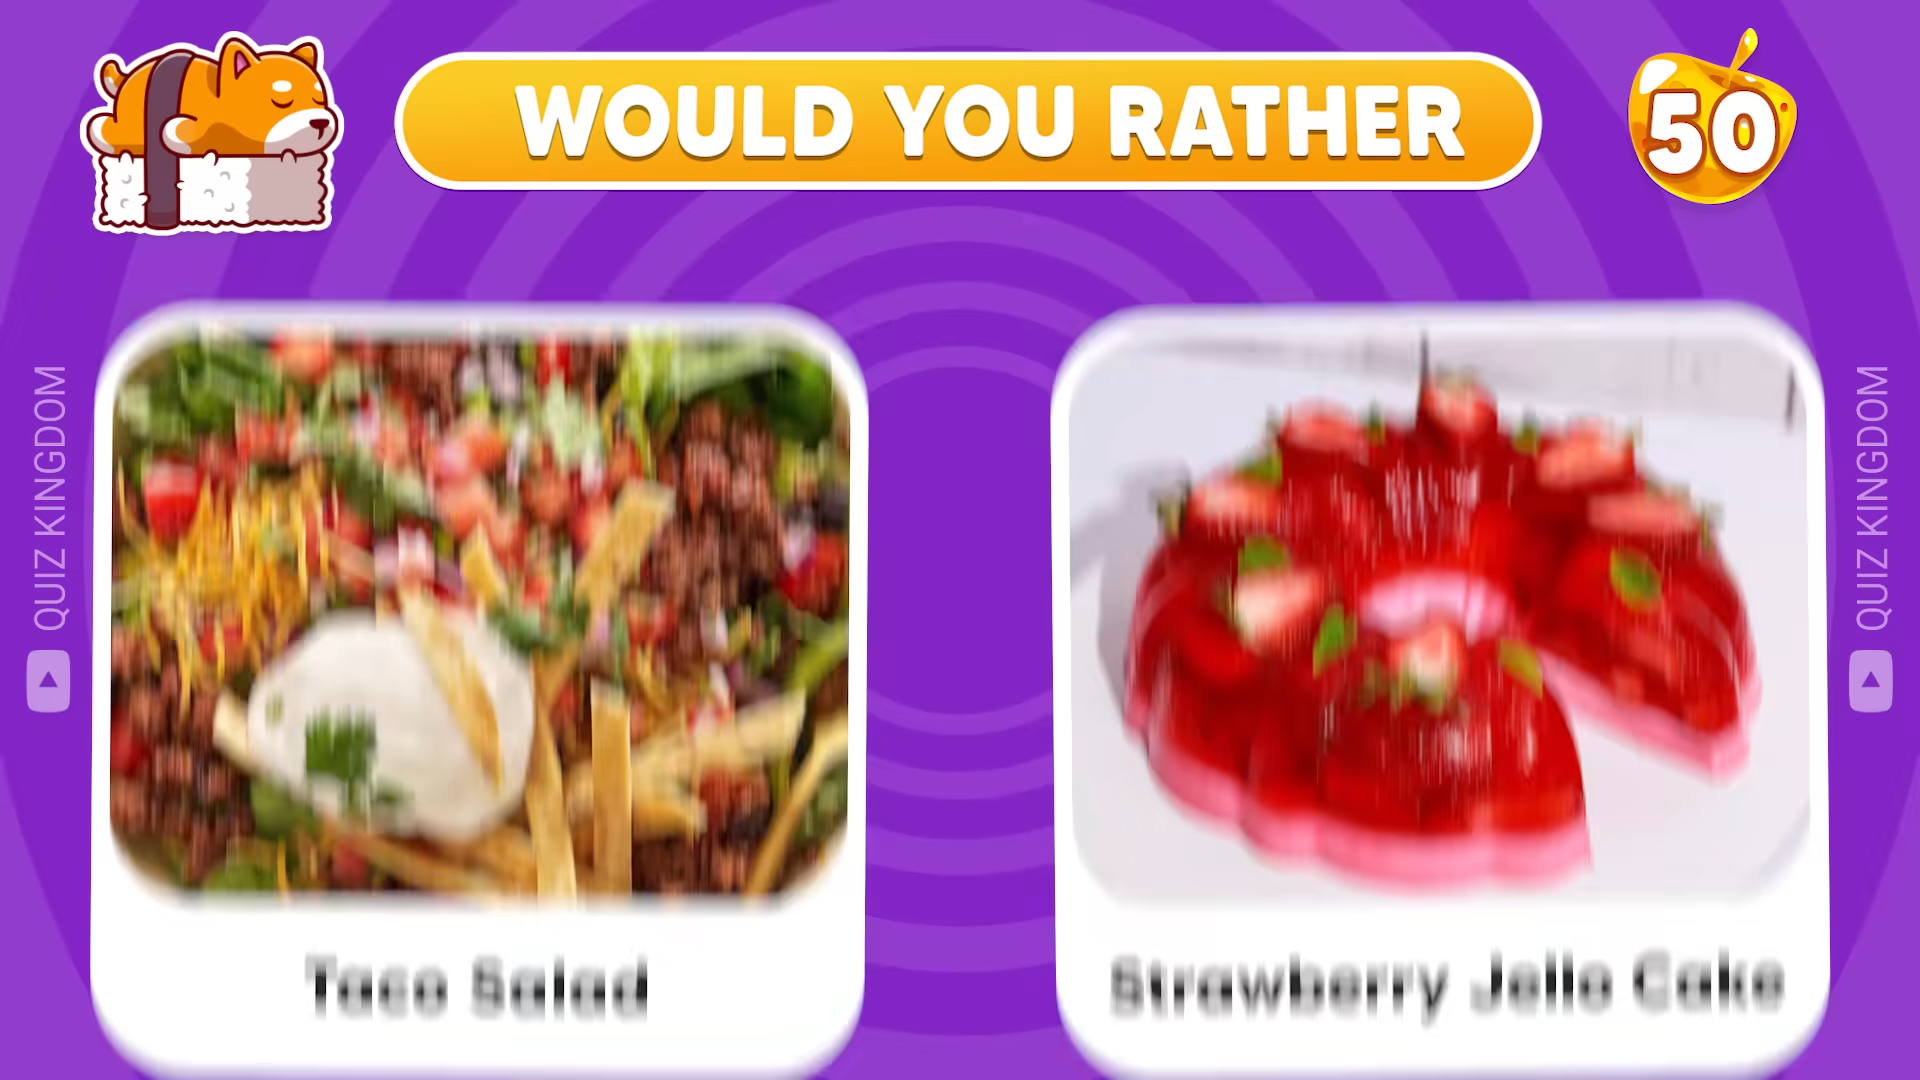 WOULD YOU RATHER
50
QUIZ KINGDOM
QUIZ KINGDOM
Taco Salad
Strawberry Jello Cake